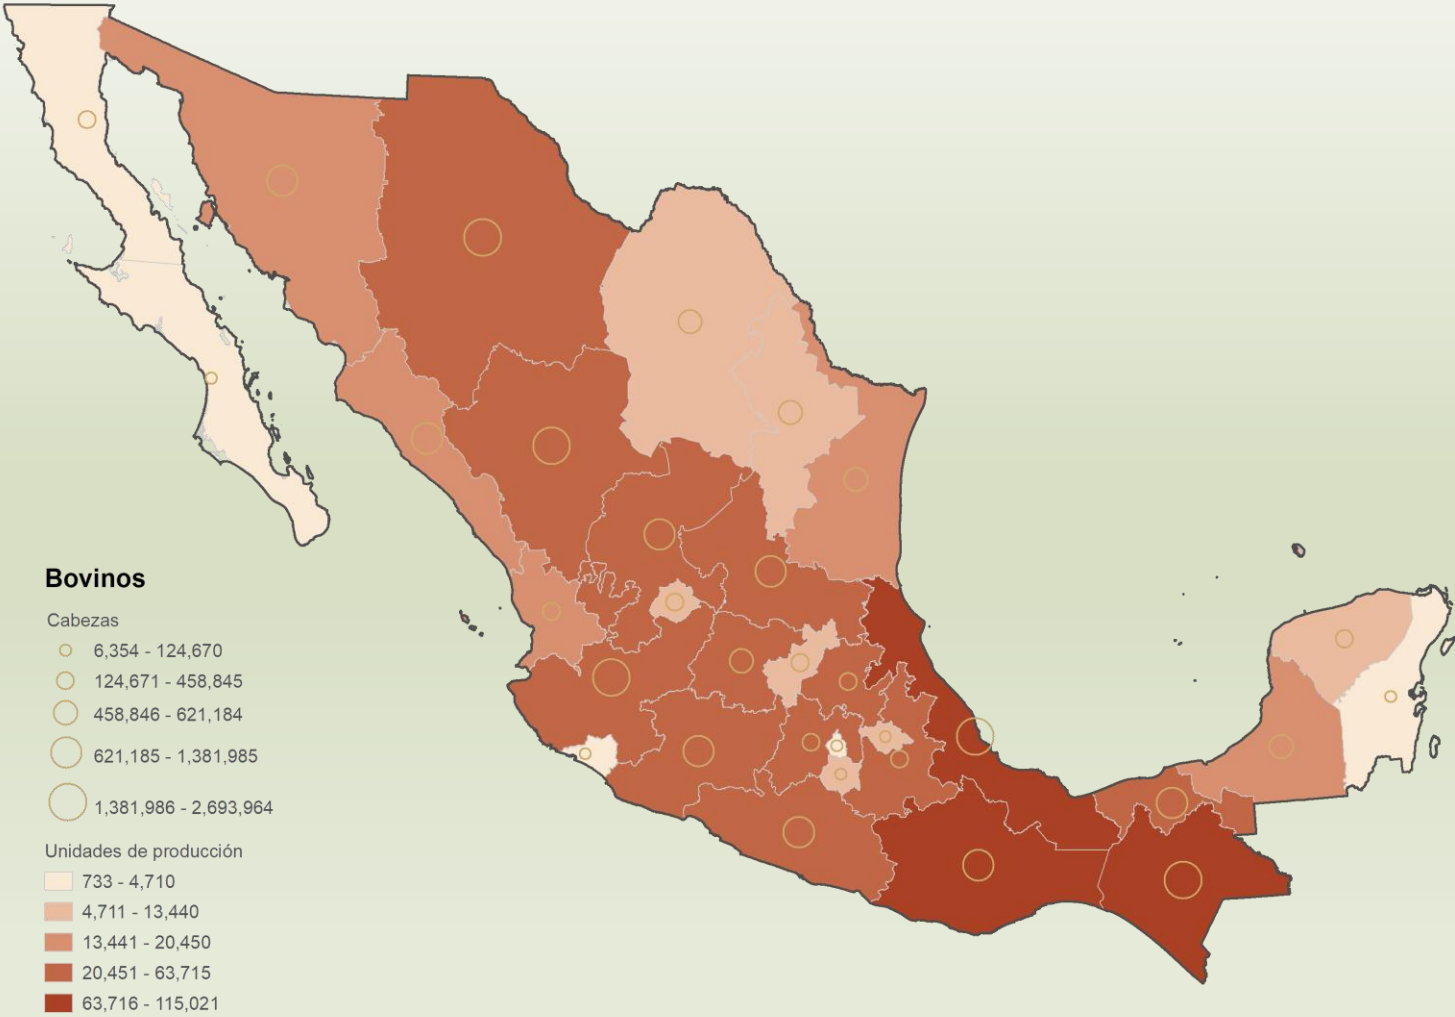 Bovinos
Cabezas
6,354 - 124,670
124,671 - 458,845
458,846 - 621,184
621,185 - 1,381,985
1,381,986 - 2,693,964
Unidades de producción
733 - 4,710
4,711 - 13,440
13,441 - 20,450
20,451 - 63,715
63,716 - 115,021